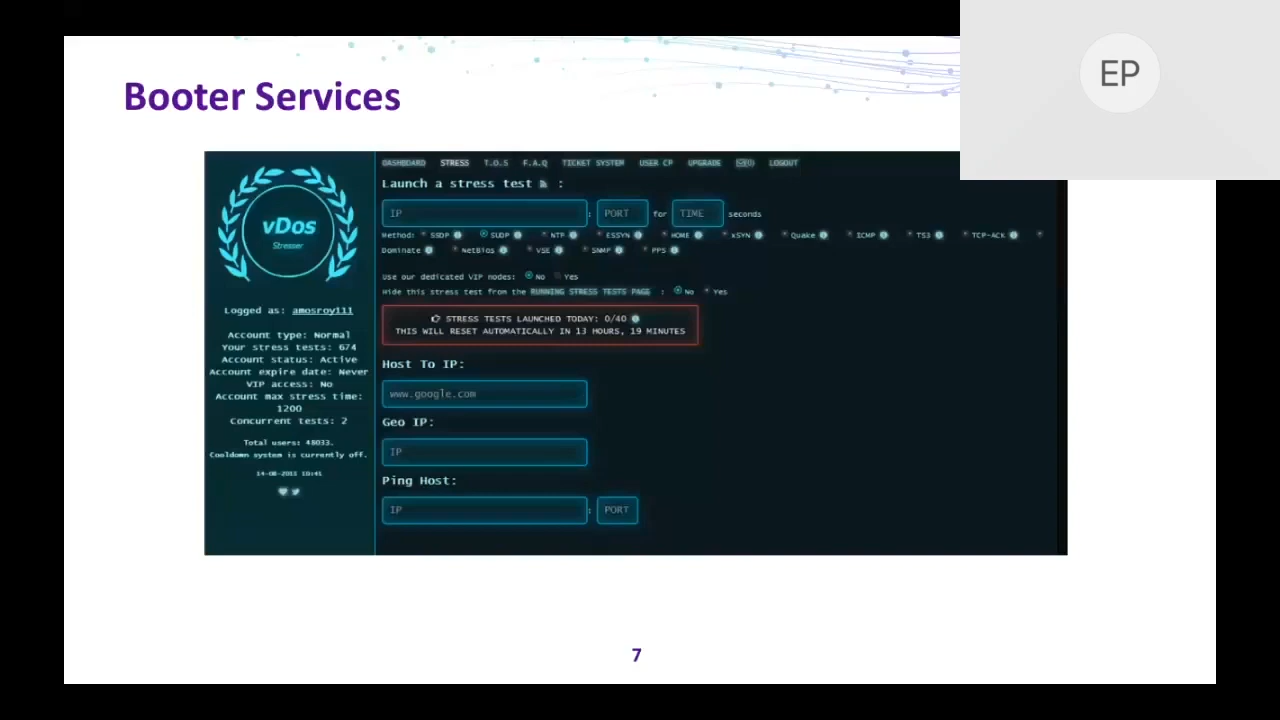 EP
Booter Services
DASHBOARD STRESS T.O.S F.A.Q TICKET SYSTEM USER CP UPGRADE LOGOUT
Launch a stress test :
IP : PORT for TIME seconds
Method: SSDP SUDP NTP ESSYN HOME xSYN Quake ICMP TS3 TCP-ACK
Dominate NetBios VSE SNMP PPS
Use our dedicated VIP nodes: No Yes
Hide this stress test from the RUNNING STRESS TESTS PAGE : No Yes
STRESS TESTS LAUNCHED TODAY: 0/40
THIS WILL RESET AUTOMATICALLY IN 13 HOURS, 19 MINUTES
Host To IP:
www.google.com
Geo IP:
IP
Ping Host:
IP : PORT
vDos
Stresser
Logged as: amosroy111
Account type: Normal
Your stress tests: 674
Account status: Active
Account expire date: Never
VIP access: No
Account max stress time:
1200
Concurrent tests: 2
Total users: 48033.
Cooldown system is currently off.
7